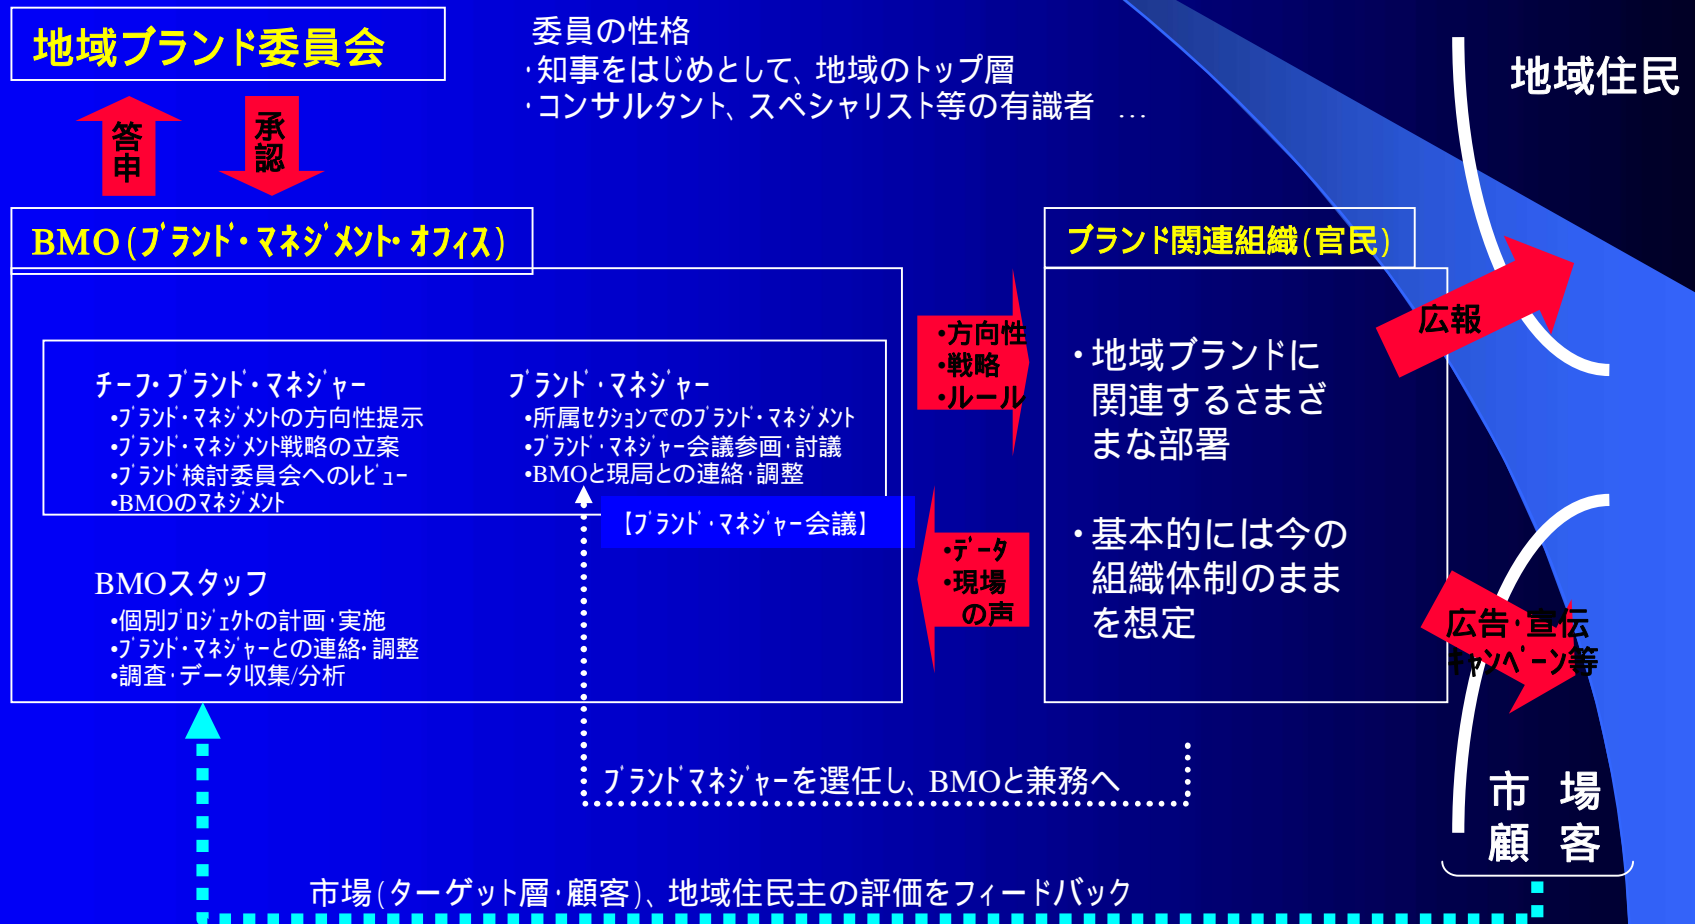 地域ブランド委員会
委員の性格
・知事をはじめとして、地域のトップ層
・コンサルタント、スペシャリスト等の有識者 …
地域住民
答申
承認
BMO(ﾌﾞﾗﾝﾄﾞ・ﾏﾈｼﾞﾒﾝﾄ・ｵﾌｨｽ)
ブランド関連組織(官民)
チーフ・ﾌﾞﾗﾝﾄﾞ・ﾏﾈｼﾞャー
•ﾌﾞﾗﾝﾄﾞ・ﾏﾈｼﾞﾒﾝﾄの方向性提示
•ﾌﾞﾗﾝﾄﾞ・ﾏﾈｼﾞﾒﾝﾄ戦略の立案
•ﾌﾞﾗﾝﾄﾞ検討委員会へのﾚﾋﾞｭー
•BMOのﾏﾈｼﾞﾒﾝﾄ
ﾌﾞﾗﾝﾄﾞ・ﾏﾈｼﾞャー
•所属ｾｸｼｮﾝでのﾌﾞﾗﾝﾄﾞ・ﾏﾈｼﾞﾒﾝﾄ
•ﾌﾞﾗﾝﾄﾞ・ﾏﾈｼﾞャー会議参画・討議
•BMOと現局との連絡・調整
【ﾌﾞﾗﾝﾄﾞ・ﾏﾈｼﾞャー会議】
BMOスタッフ
•個別ﾌﾟﾛｼﾞｪｸﾄの計画・実施
•ﾌﾞﾗﾝﾄﾞ・ﾏﾈｼﾞャーとの連絡・調整
•調査・データ収集/分析
•方向性
•戦略
•ルール
•ﾃﾞｰﾀ
•現場
の声
・地域ブランドに
関連するさまざ
まな部署
・基本的には今の
組織体制のまま
を想定
広報
広告・宣伝
ｷｬﾝﾍﾟｰﾝ等
ﾌﾞﾗﾝﾄﾞﾏﾈｼﾞャーを選任し、BMOと兼務へ
市 場
顧 客
市場(ターゲット層・顧客)、地域住民主の評価をフィードバック